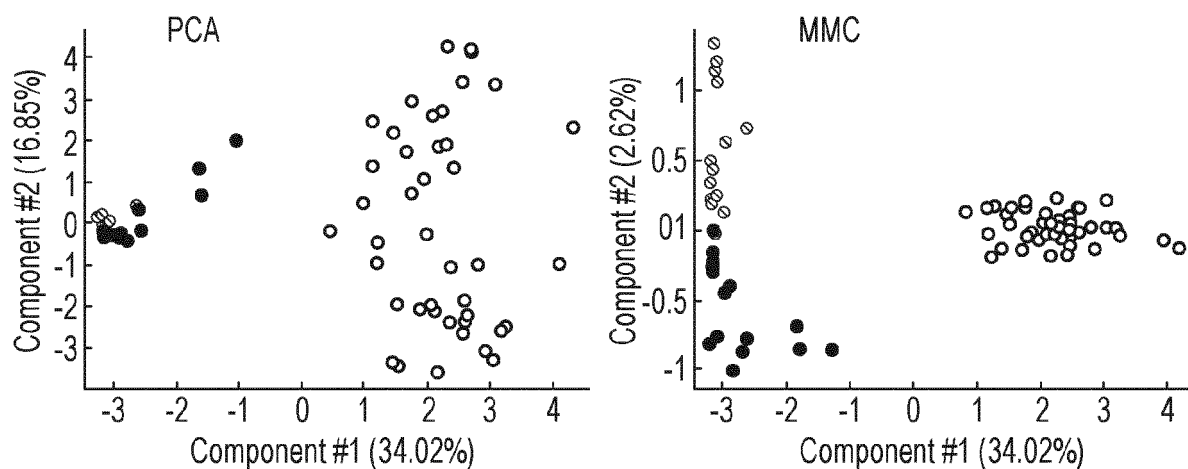 PCA
Component #2 (16.85%)
4
3
2
1
0
-1
-2
-3
-3 -2 -1 0 1 2 3 4
Component #1 (34.02%)
MMC
Component #2 (2.62%)
1
0.5
01
-0.5
-1
-3 -2 -1 0 1 2 3 4
Component #1 (34.02%)